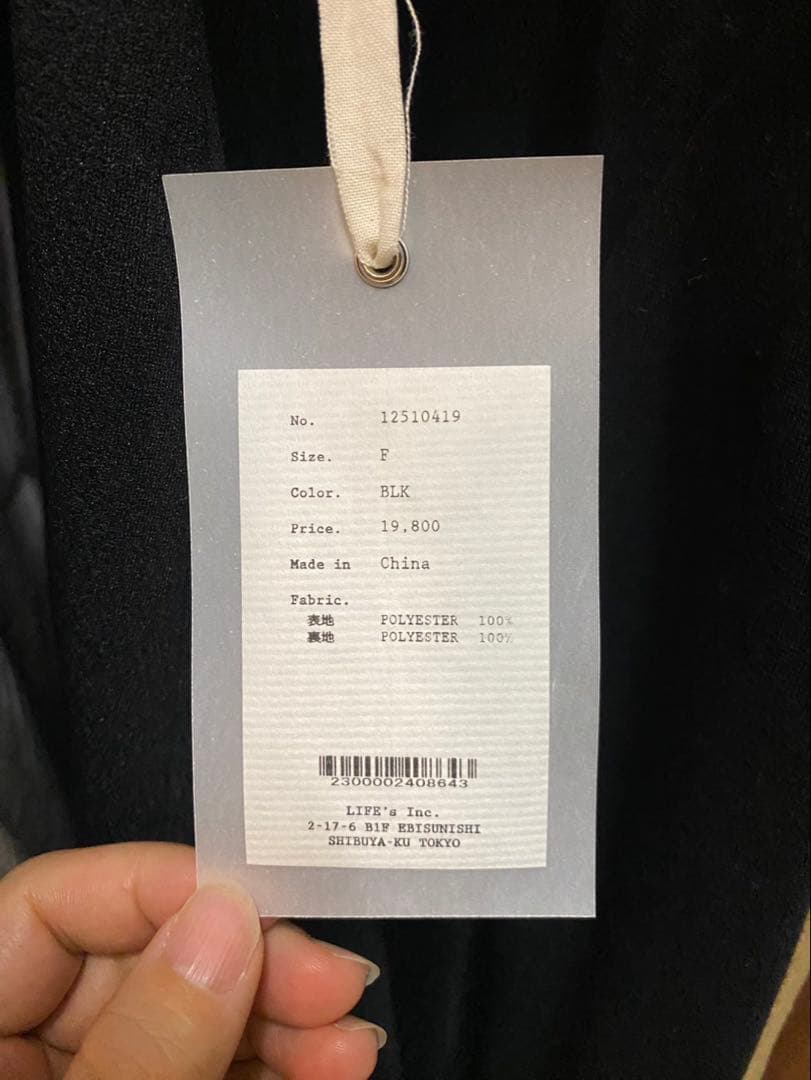 No. 12510419
Size. F
Color. BLK
Price. 19,800
Made in China
Fabric.
表地 POLYESTER 100%
裏地 POLYESTER 100%
2300002408643
LIFE's Inc.
2-17-6 B1F EBISUNISHI
SHIBUYA-KU TOKYO